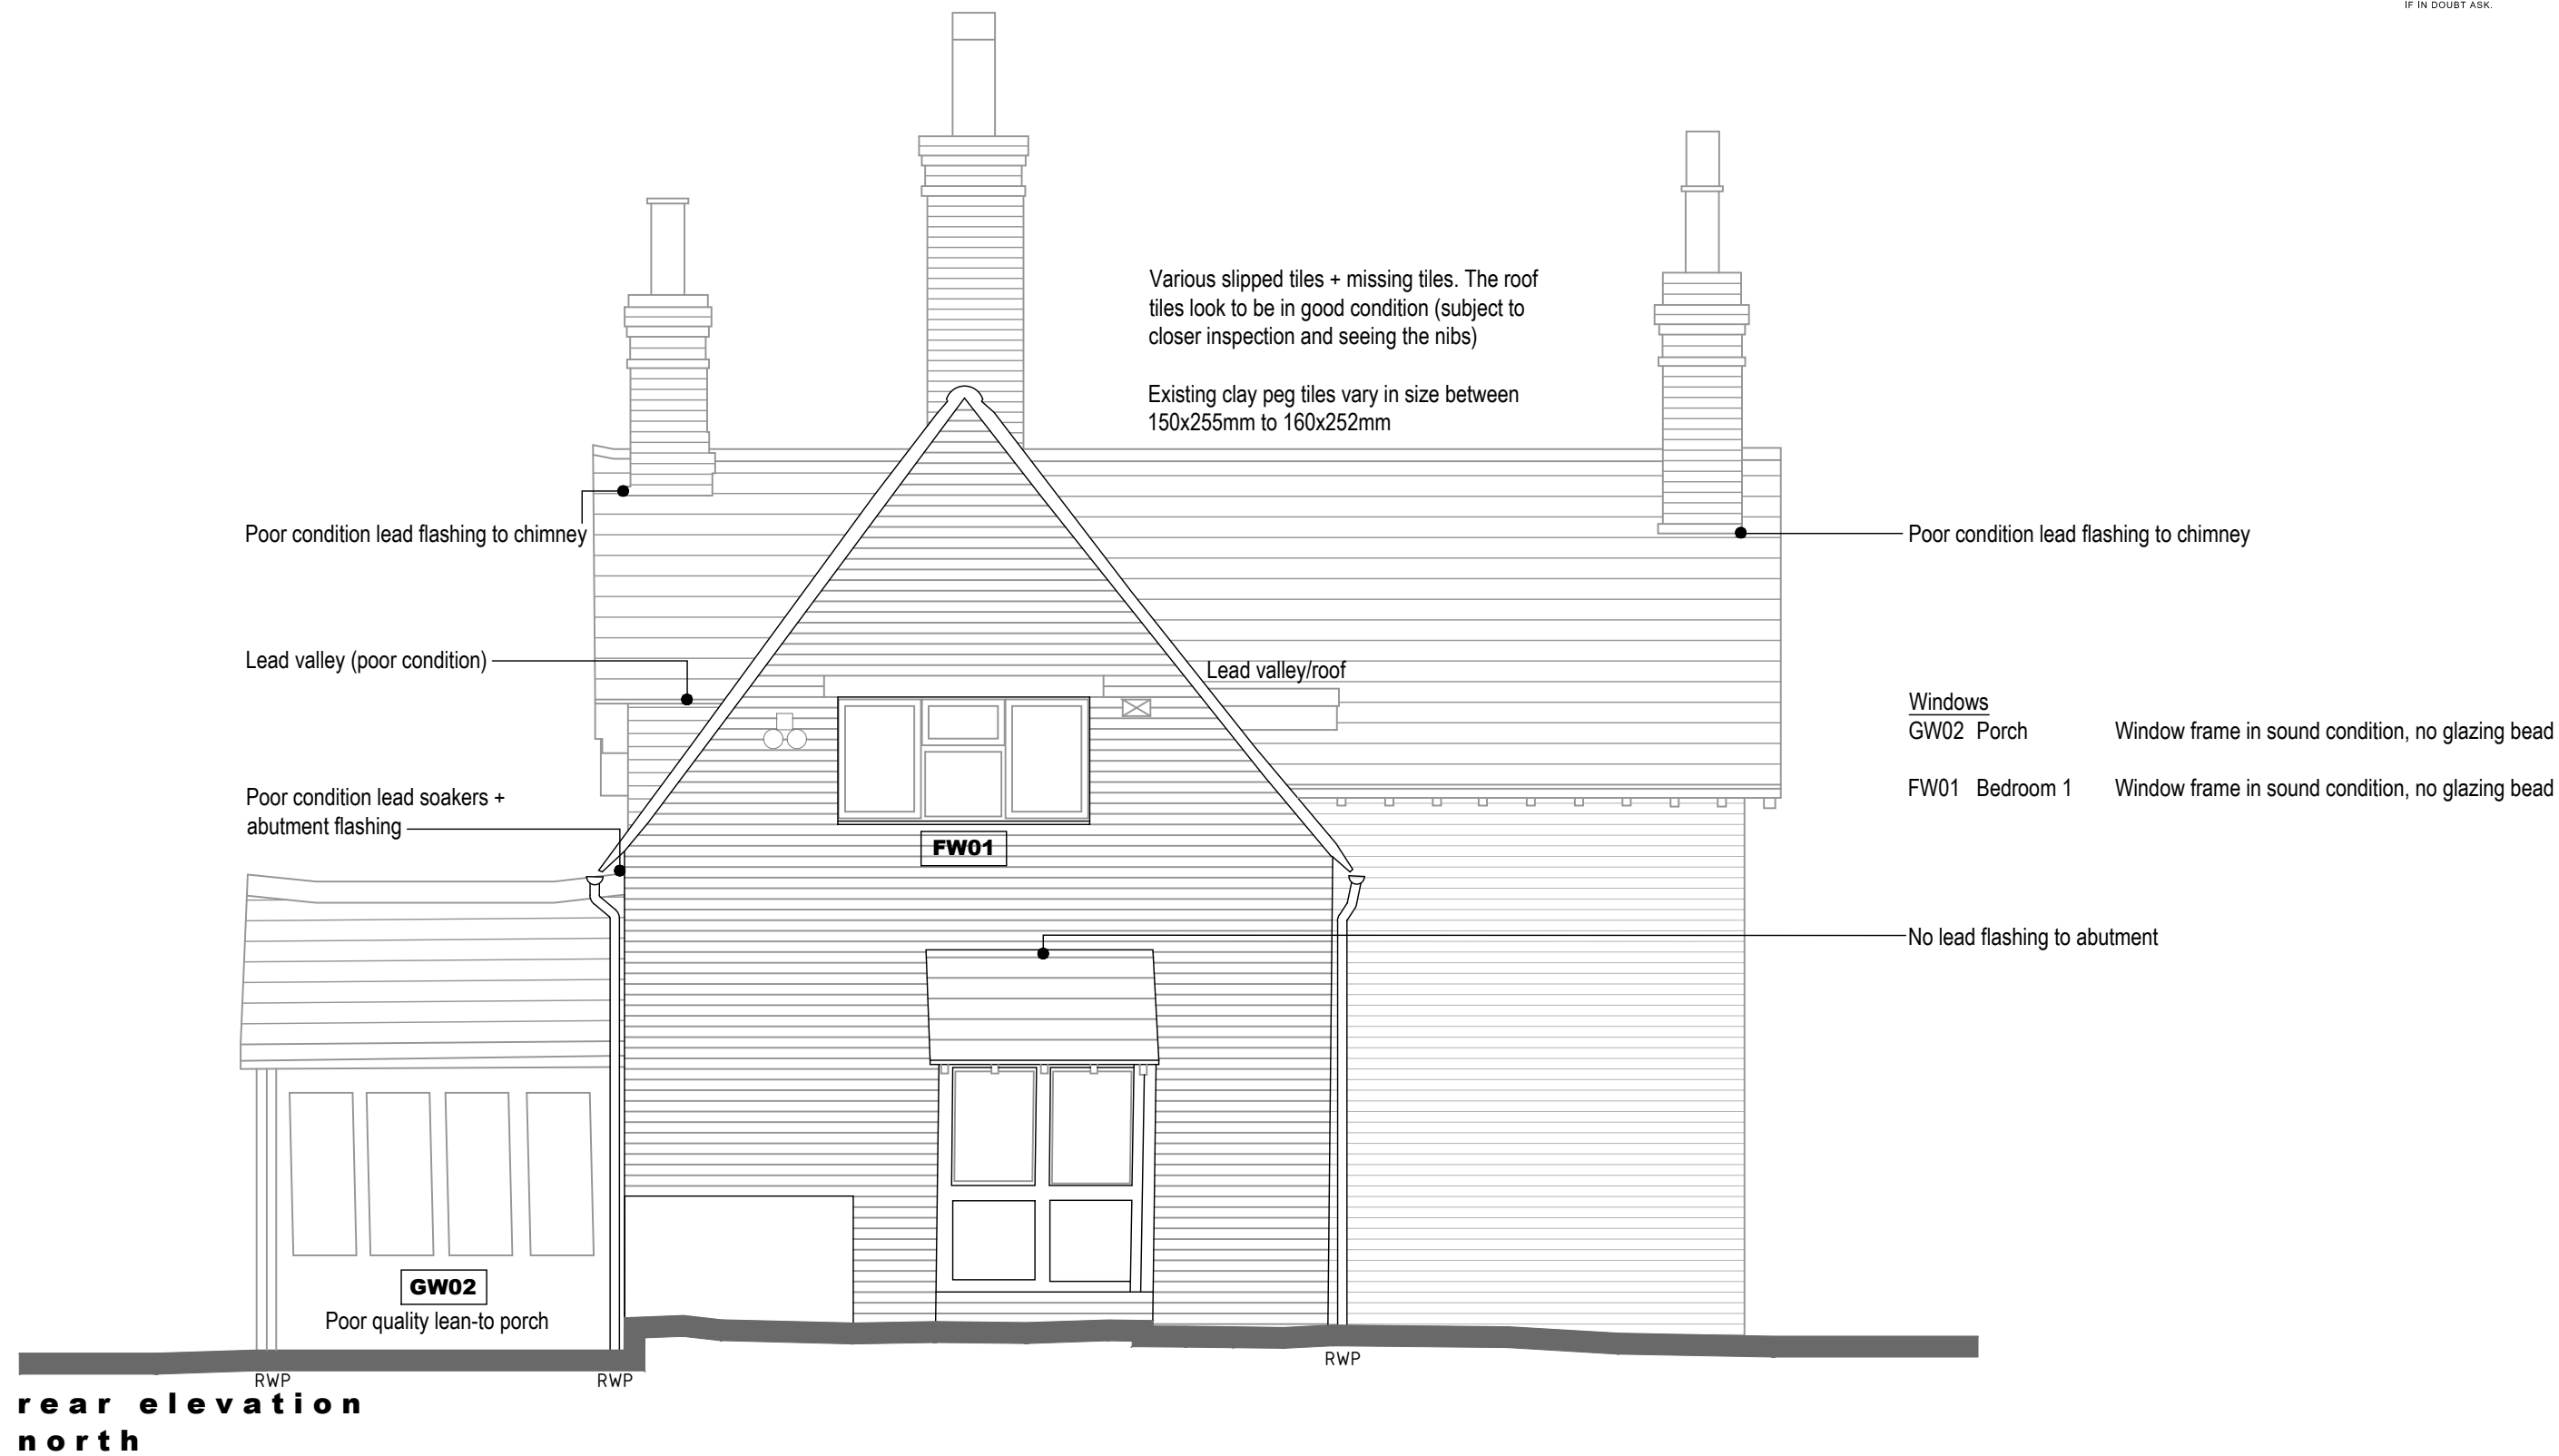 IF IN DOUBT ASK.
Various slipped tiles + missing tiles. The roof
tiles look to be in good condition (subject to
closer inspection and seeing the nibs)
Existing clay peg tiles vary in size between
150x255mm to 160x252mm
Poor condition lead flashing to chimney
Poor condition lead flashing to chimney
Lead valley (poor condition)
Lead valley/roof
Windows
GW02 Porch Window frame in sound condition, no glazing bead
FW01 Bedroom 1 Window frame in sound condition, no glazing bead
Poor condition lead soakers +
abutment flashing
FW01
No lead flashing to abutment
GW02
Poor quality lean-to porch
RWP
RWP
RWP
rear elevation
north